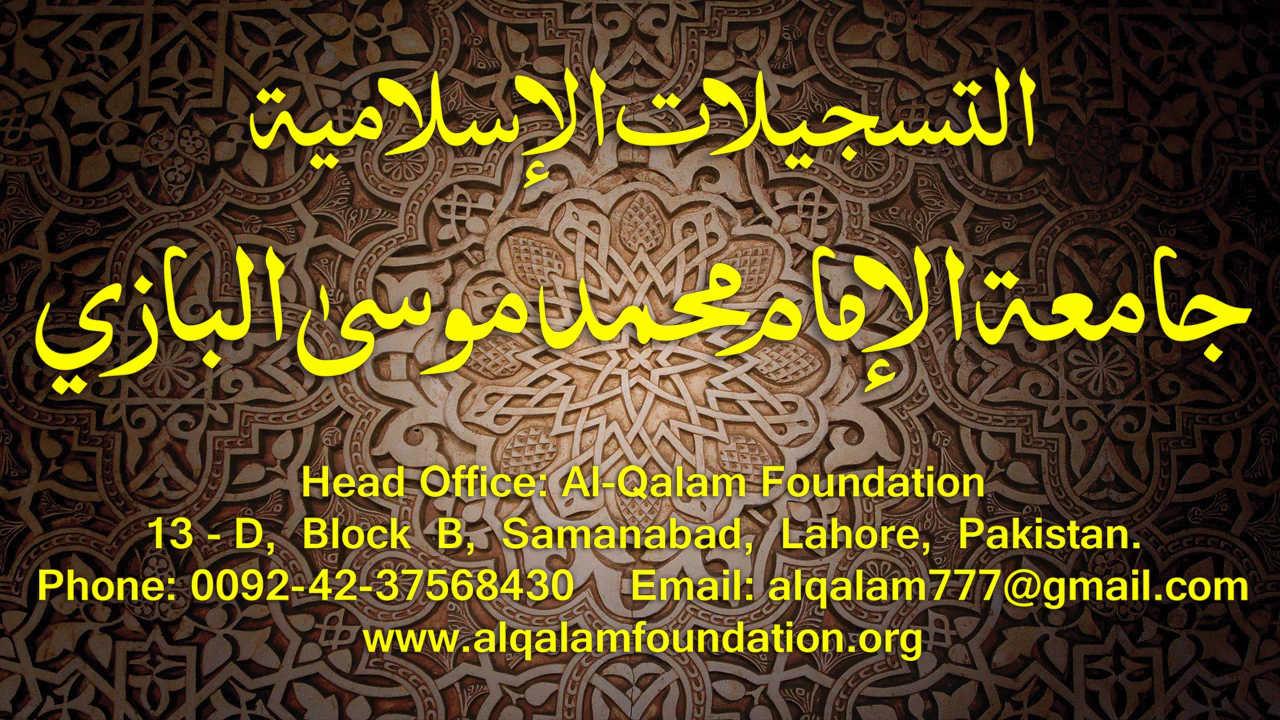 التسجيلات الإسلامية
جامعة الإمام محمد موسى البازي
Head Office: Al-Qalam Foundation
13 - D, Block B, Samanabad, Lahore, Pakistan.
Phone: 0092-42-37568430 Email: alqalam777@gmail.com
www.alqalamfoundation.org